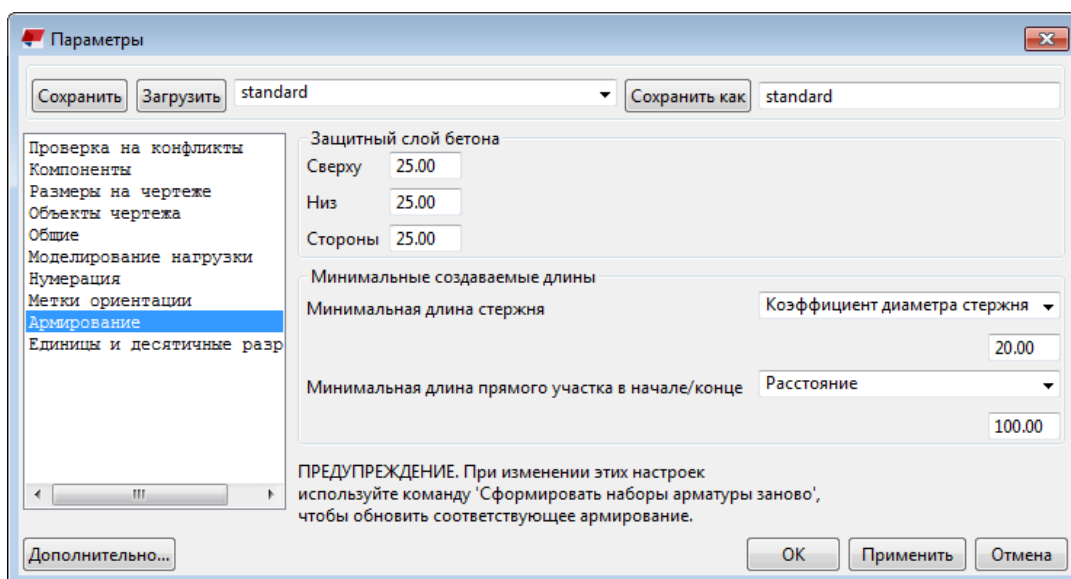 Параметры
Сохранить Загрузить standard Сохранить как standard
Проверка на конфликты
Компоненты
Размеры на чертеже
Объекты чертежа
Общие
Моделирование нагрузки
Нумерация
Метки ориентации
Армирование
Единицы и десятичные разр
Защитный слой бетона
Сверху 25.00
Низ 25.00
Стороны 25.00
Минимальные создаваемые длины
Минимальная длина стержня Коэффициент диаметра стержня
20.00
Минимальная длина прямого участка в начале/конце Расстояние
100.00
ПРЕДУПРЕЖДЕНИЕ. При изменении этих настроек
используйте команду 'Сформировать наборы арматуры заново',
чтобы обновить соответствующее армирование.
Дополнительно... ОК Применить Отмена